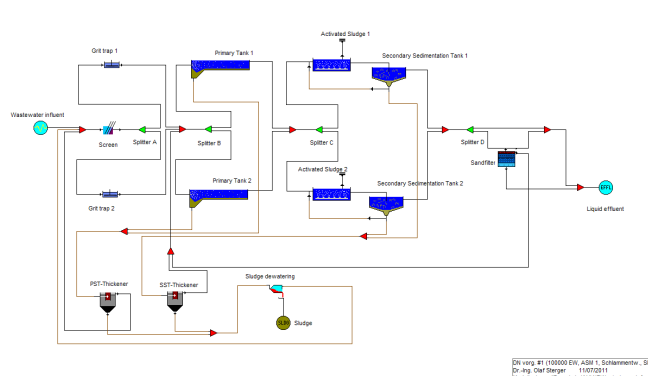 Activated Sludge 1
Grit trap 1
Primary Tank 1
Secondary Sedimentation Tank 1
Wastewater influent
Screen
Splitter A
Splitter B
Splitter C
Splitter D
Sandfilter
Activated Sludge 2
Primary Tank 2
Secondary Sedimentation Tank 2
EFFL
Grit trap 2
Liquid effluent
PST-Thickener
SST-Thickener
Sludge dewatering
Sludge
DN vorg. #1 (100000 EW, ASM 1, Schlammentw., Sl
Dr.-Ing. Olaf Sterger 11/07/2011